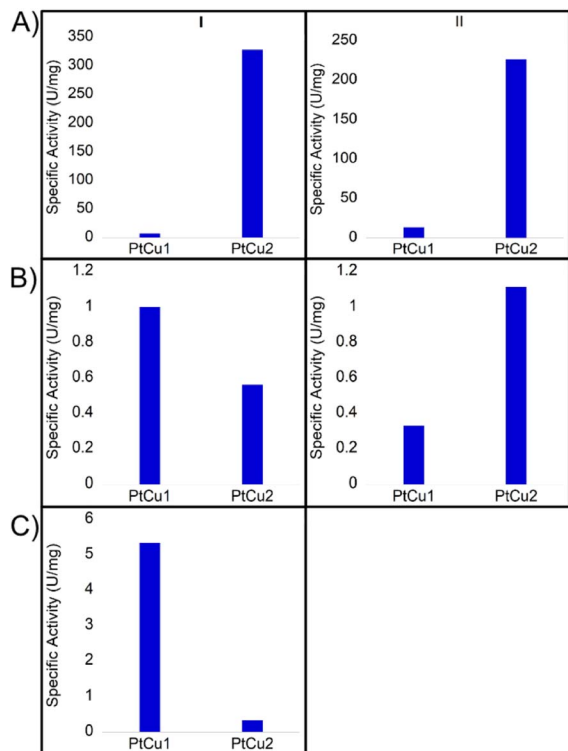 A)
I
Specific Activity (U/mg)
350
300
250
200
150
100
50
0
PtCu1 PtCu2
II
Specific Activity (U/mg)
250
200
150
100
50
0
PtCu1 PtCu2
B)
Specific Activity (U/mg)
1.2
1
0.8
0.6
0.4
0.2
0
PtCu1 PtCu2
Specific Activity (U/mg)
1.2
1
0.8
0.6
0.4
0.2
0
PtCu1 PtCu2
C)
Specific Activity (U/mg)
6
5
4
3
2
1
0
PtCu1 PtCu2